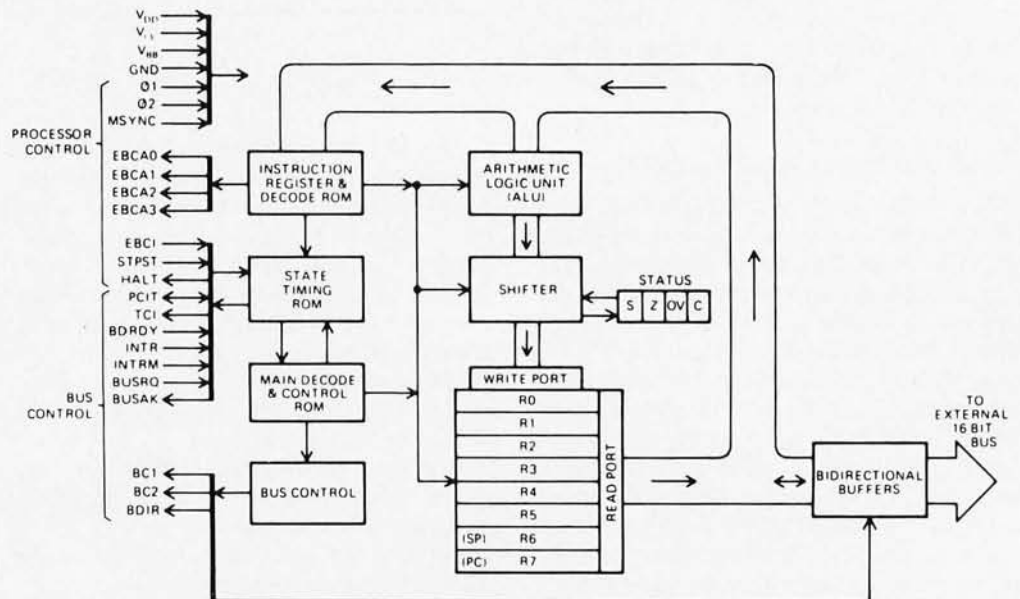 VDD
VCC
VBB
GND
Ø1
Ø2
MSYNC
PROCESSOR
CONTROL
EBCA0
EBCA1
EBCA2
EBCA3
EBCI
STPST
HALT
PCIT
TCI
BDRDY
INTR
INTRM
BUSRQ
BUSAK
BUS
CONTROL
BC1
BC2
BDIR
INSTRUCTION
REGISTER &
DECODE ROM
STATE
TIMING
ROM
MAIN DECODE
& CONTROL
ROM
BUS CONTROL
ARITHMETIC
LOGIC UNIT
(ALU)
SHIFTER
STATUS
S Z OV C
WRITE PORT
R0
R1
R2
R3
R4
R5
(SP) R6
(PC) R7
READ PORT
BIDIRECTIONAL
BUFFERS
TO
EXTERNAL
16 BIT
BUS